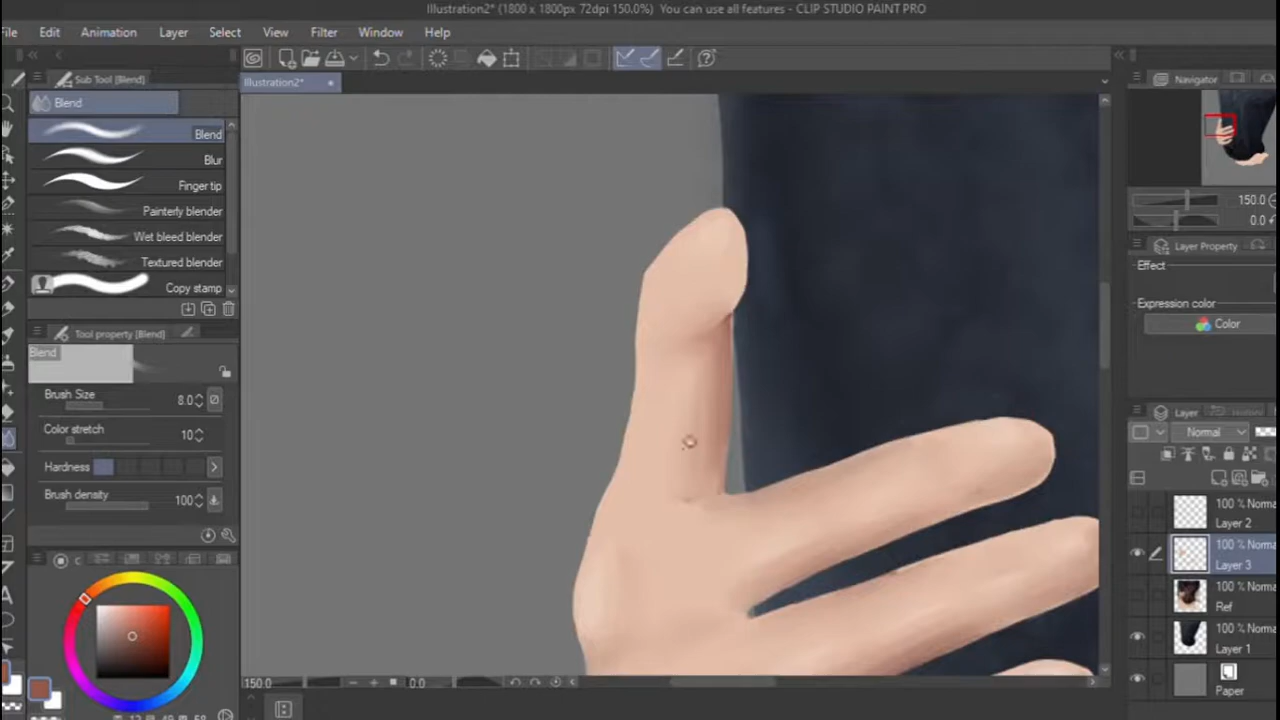 Illustration2* (1800 x 1800px 72dpi 150.0%) You can use all features - CLIP STUDIO PAINT PRO
File Edit Animation Layer Select View Filter Window Help
Sub Tool [Blend]
Illustration2*
Navigator
Blend
Blend
Blur
Finger tip
Painterly blender
Wet bleed blender
Textured blender
Copy stamp
150.0
0.0
Layer Property
Effect
Expression color
Color
Tool property [Blend]
Blend
Brush Size 8.0
Color stretch 10
Hardness
Brush density 100
Layer
Normal
100 % Norma
Layer 2
100 % Norma
Layer 3
100 % Norma
Ref
100 % Norma
Layer 1
Paper
150.0 0.0